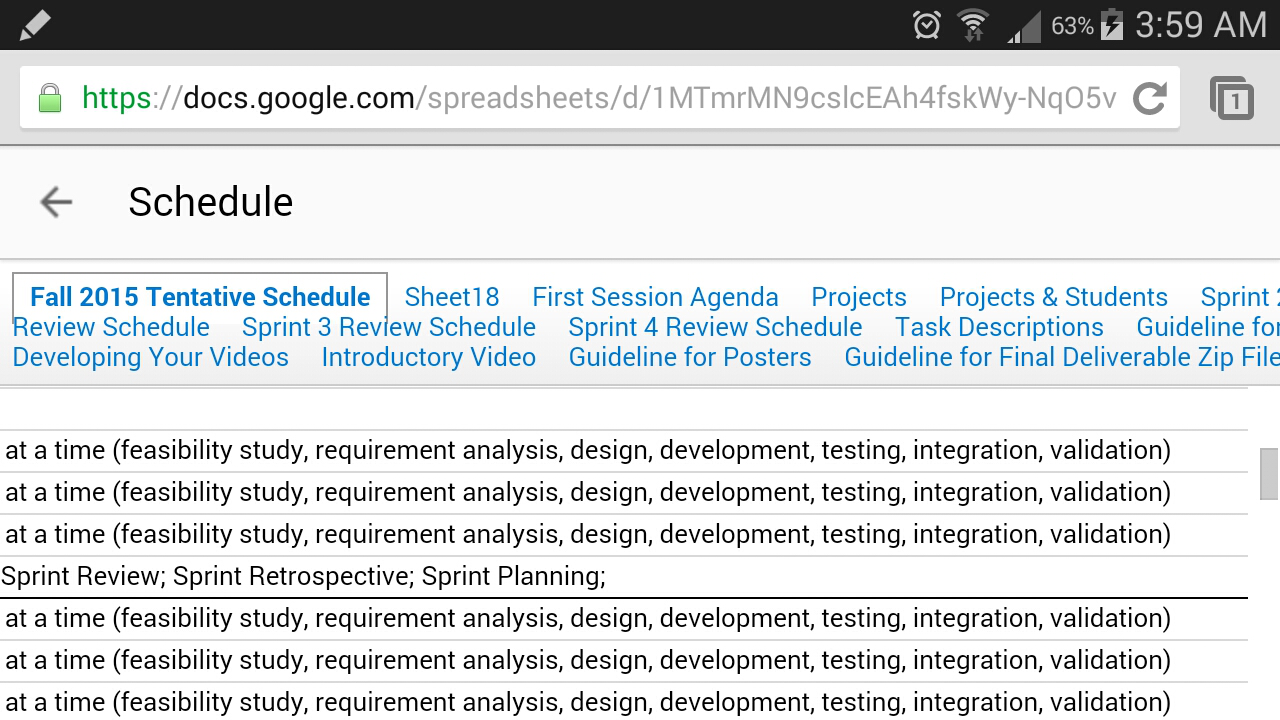 63% 3:59 AM
https://docs.google.com/spreadsheets/d/1MTmrMN9cslcEAh4fskWy-NqO5v 1
Schedule
Fall 2015 Tentative Schedule Sheet18 First Session Agenda Projects Projects & Students Sprint 2
Review Schedule Sprint 3 Review Schedule Sprint 4 Review Schedule Task Descriptions Guideline for
Developing Your Videos Introductory Video Guideline for Posters Guideline for Final Deliverable Zip File
at a time (feasibility study, requirement analysis, design, development, testing, integration, validation)
at a time (feasibility study, requirement analysis, design, development, testing, integration, validation)
at a time (feasibility study, requirement analysis, design, development, testing, integration, validation)
Sprint Review; Sprint Retrospective; Sprint Planning;
at a time (feasibility study, requirement analysis, design, development, testing, integration, validation)
at a time (feasibility study, requirement analysis, design, development, testing, integration, validation)
at a time (feasibility study, requirement analysis, design, development, testing, integration, validation)